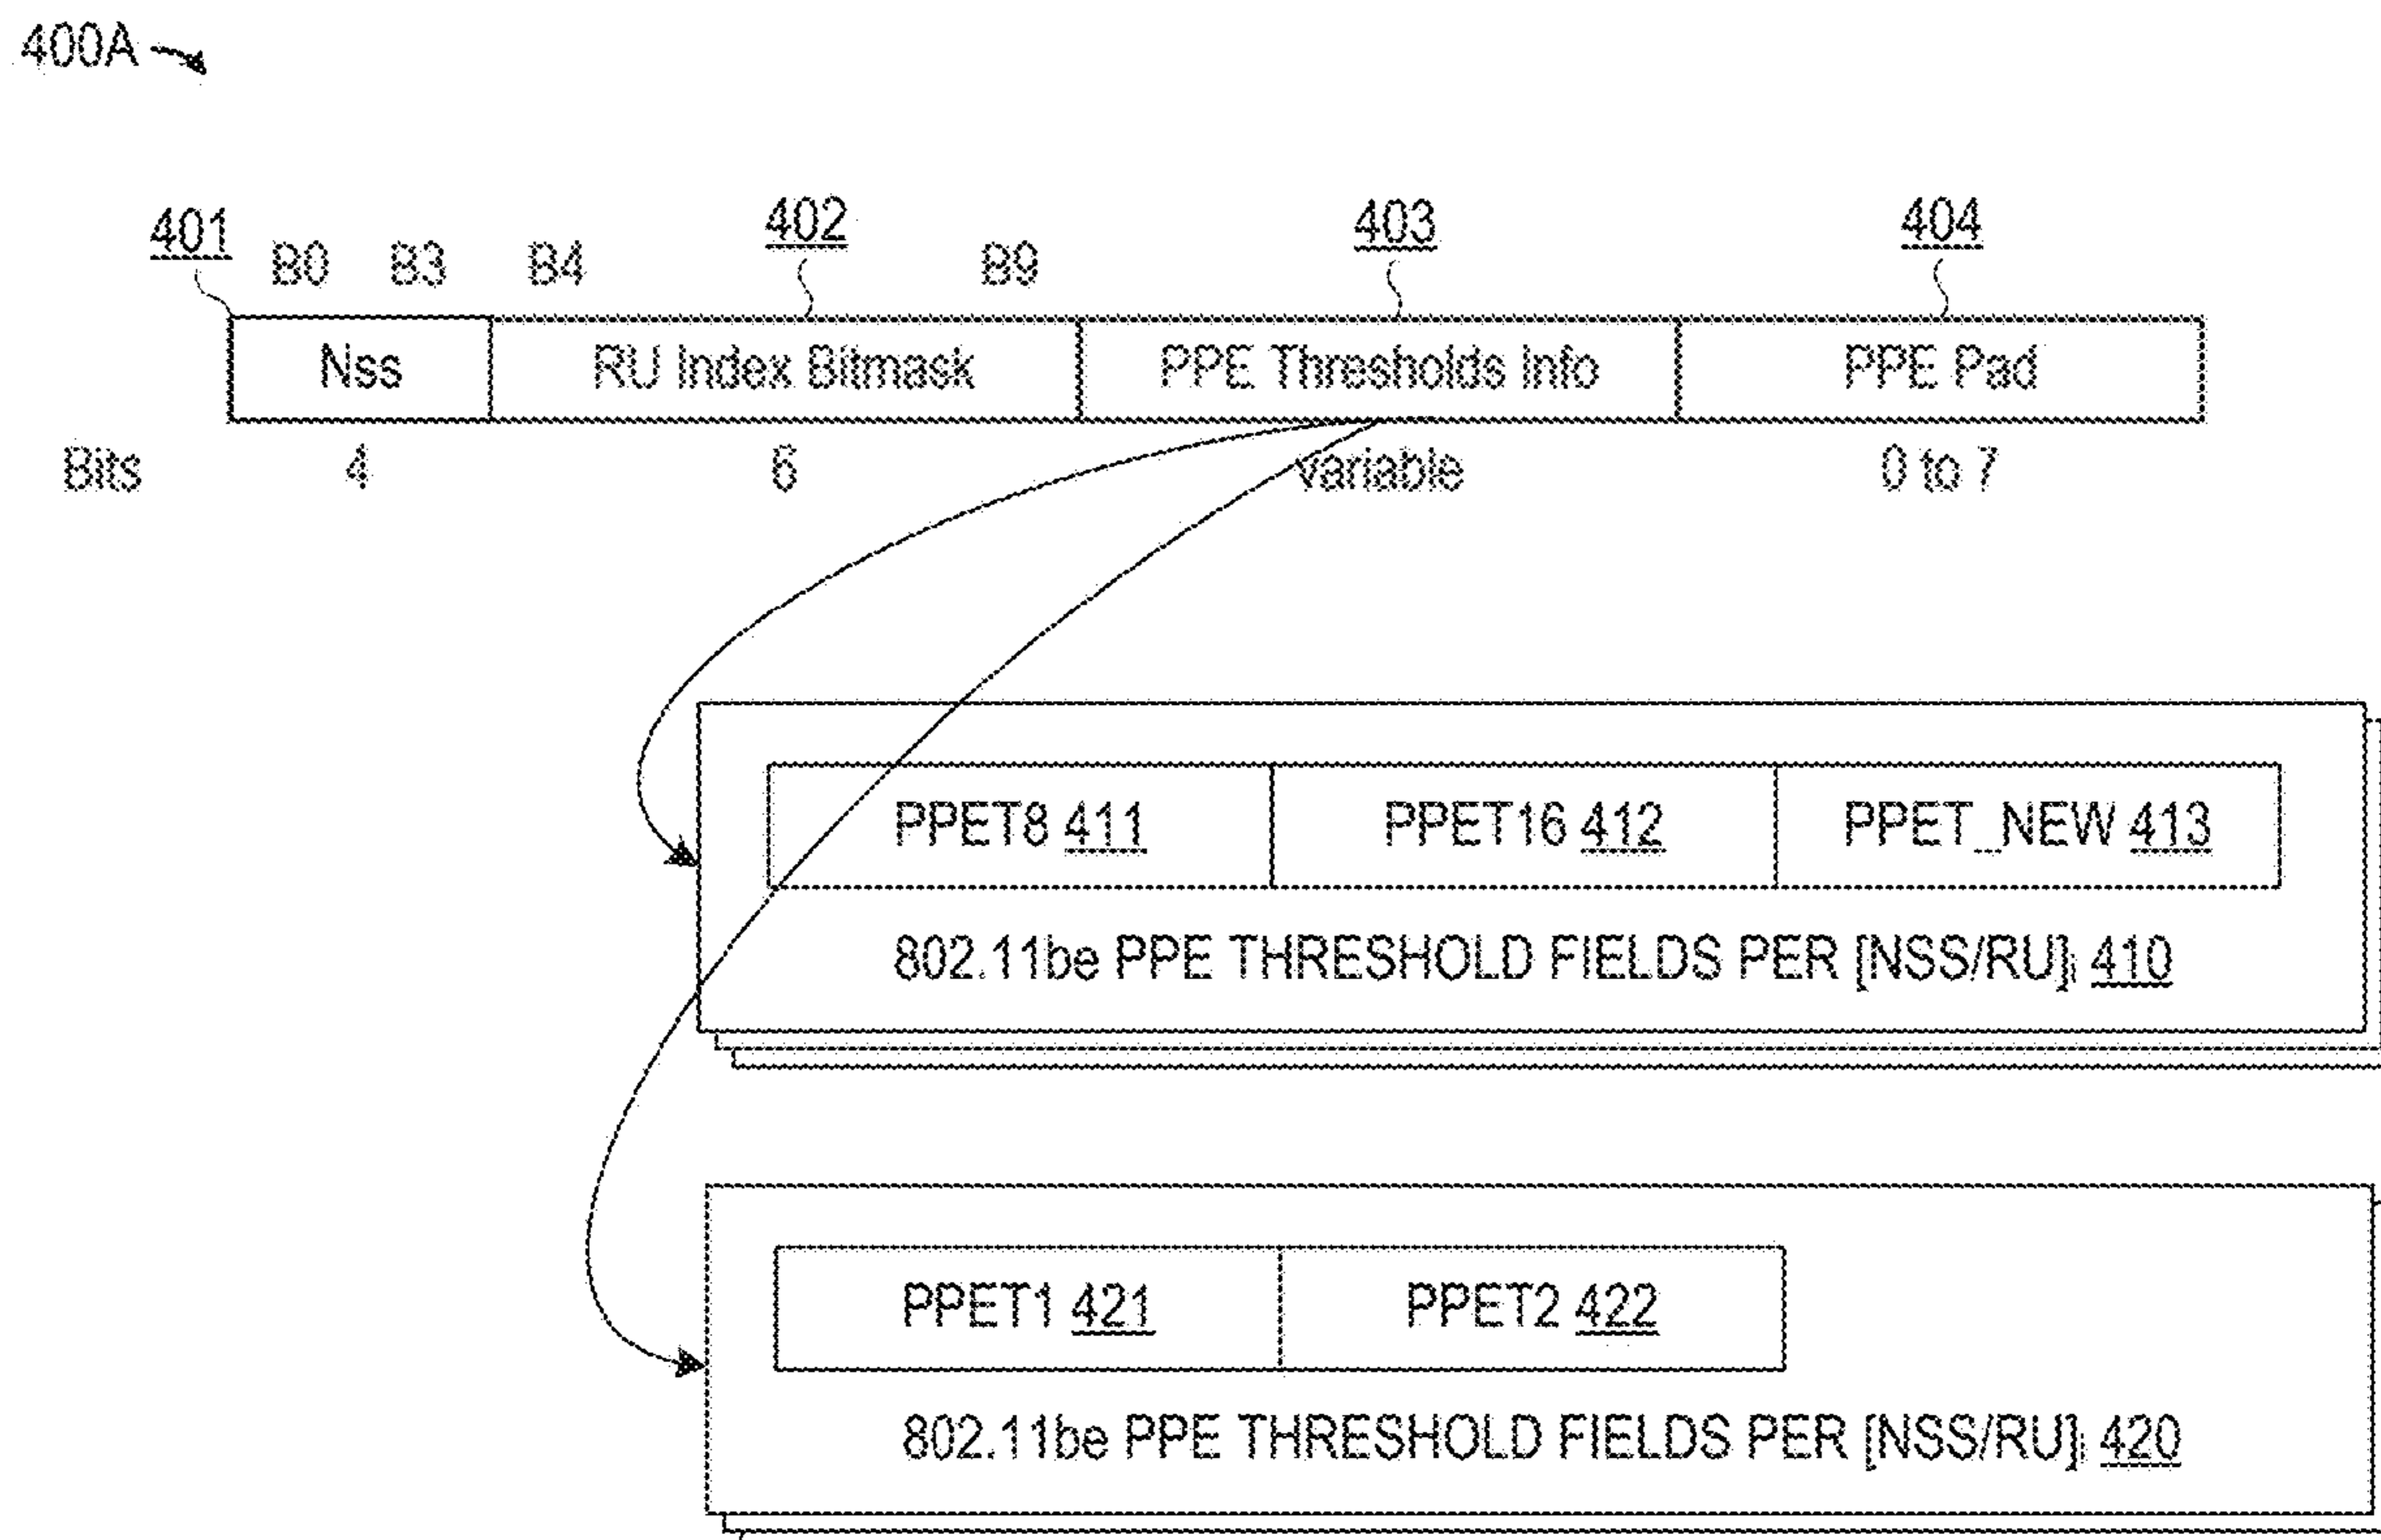 400A
401 B0 B3 B4 402 B9 403 404
Nss RU Index Bitmask PPE Thresholds Info PPE Pad
Bits 4 6 variable 0 to 7
PPET8 411 PPET16 412 PPET_NEW 413
802.11be PPE THRESHOLD FIELDS PER [NSS/RU]i 410
PPET1 421 PPET2 422
802.11be PPE THRESHOLD FIELDS PER [NSS/RU]i 420